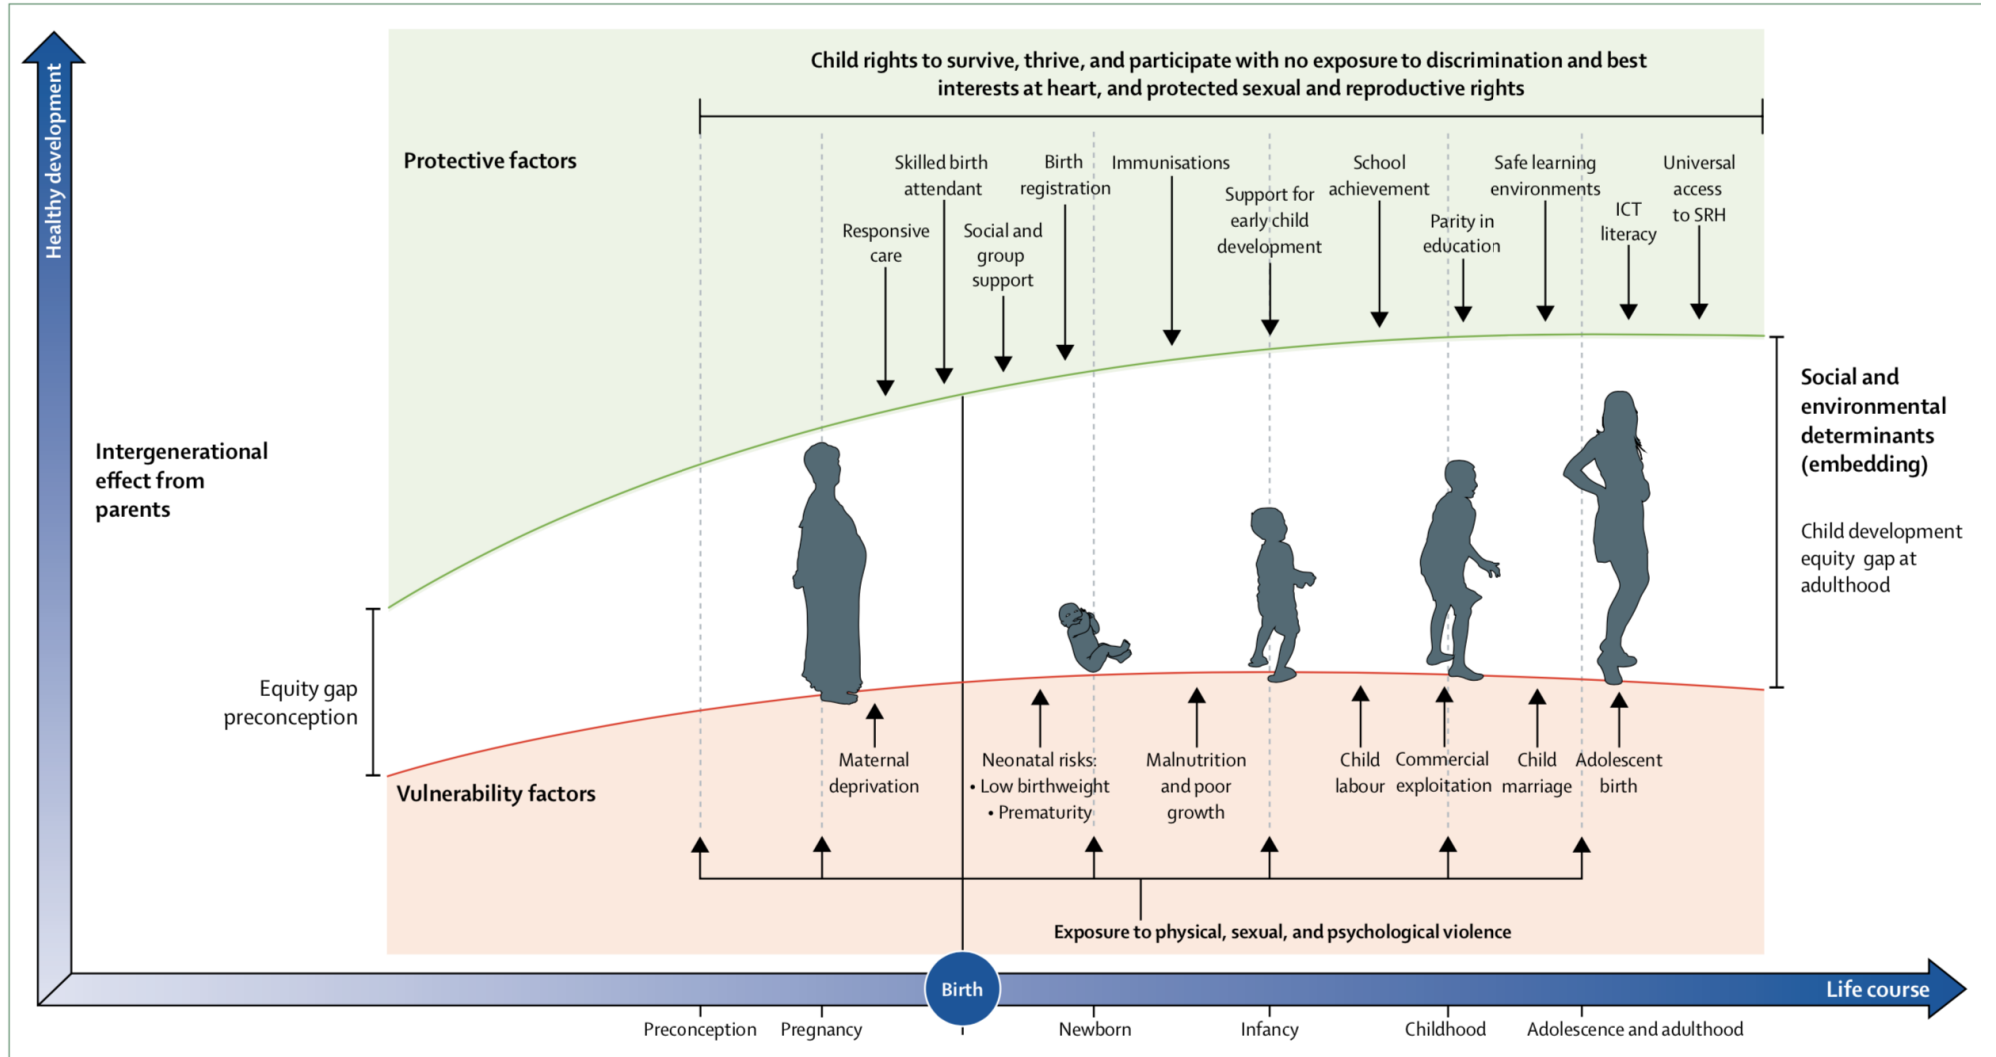 Child rights to survive, thrive, and participate with no exposure to discrimination and best
interests at heart, and protected sexual and reproductive rights
Healthy development
Protective factors
Responsive
care
Skilled birth
attendant
Social and
group
support
Birth
registration
Immunisations
Support for
early child
development
School
achievement
Parity in
education
Safe learning
environments
ICT
literacy
Universal
access
to SRH
Intergenerational
effect from
parents
Social and
environmental
determinants
(embedding)
Child development
equity gap at
adulthood
Equity gap
preconception
Vulnerability factors
Maternal
deprivation
Neonatal risks:
• Low birthweight
• Prematurity
Malnutrition
and poor
growth
Child
labour
Commercial
exploitation
Child
marriage
Adolescent
birth
Exposure to physical, sexual, and psychological violence
Birth
Life course
Preconception
Pregnancy
Newborn
Infancy
Childhood
Adolescence and adulthood